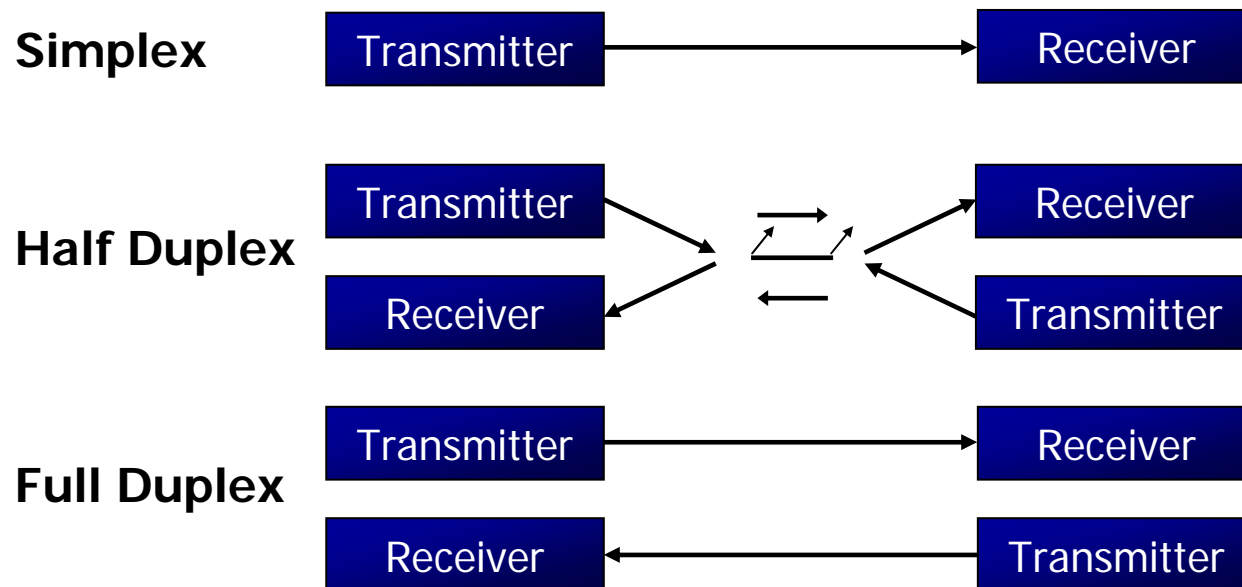 Simplex
Transmitter
Receiver
Half Duplex
Transmitter
Receiver
Receiver
Transmitter
Full Duplex
Transmitter
Receiver
Receiver
Transmitter